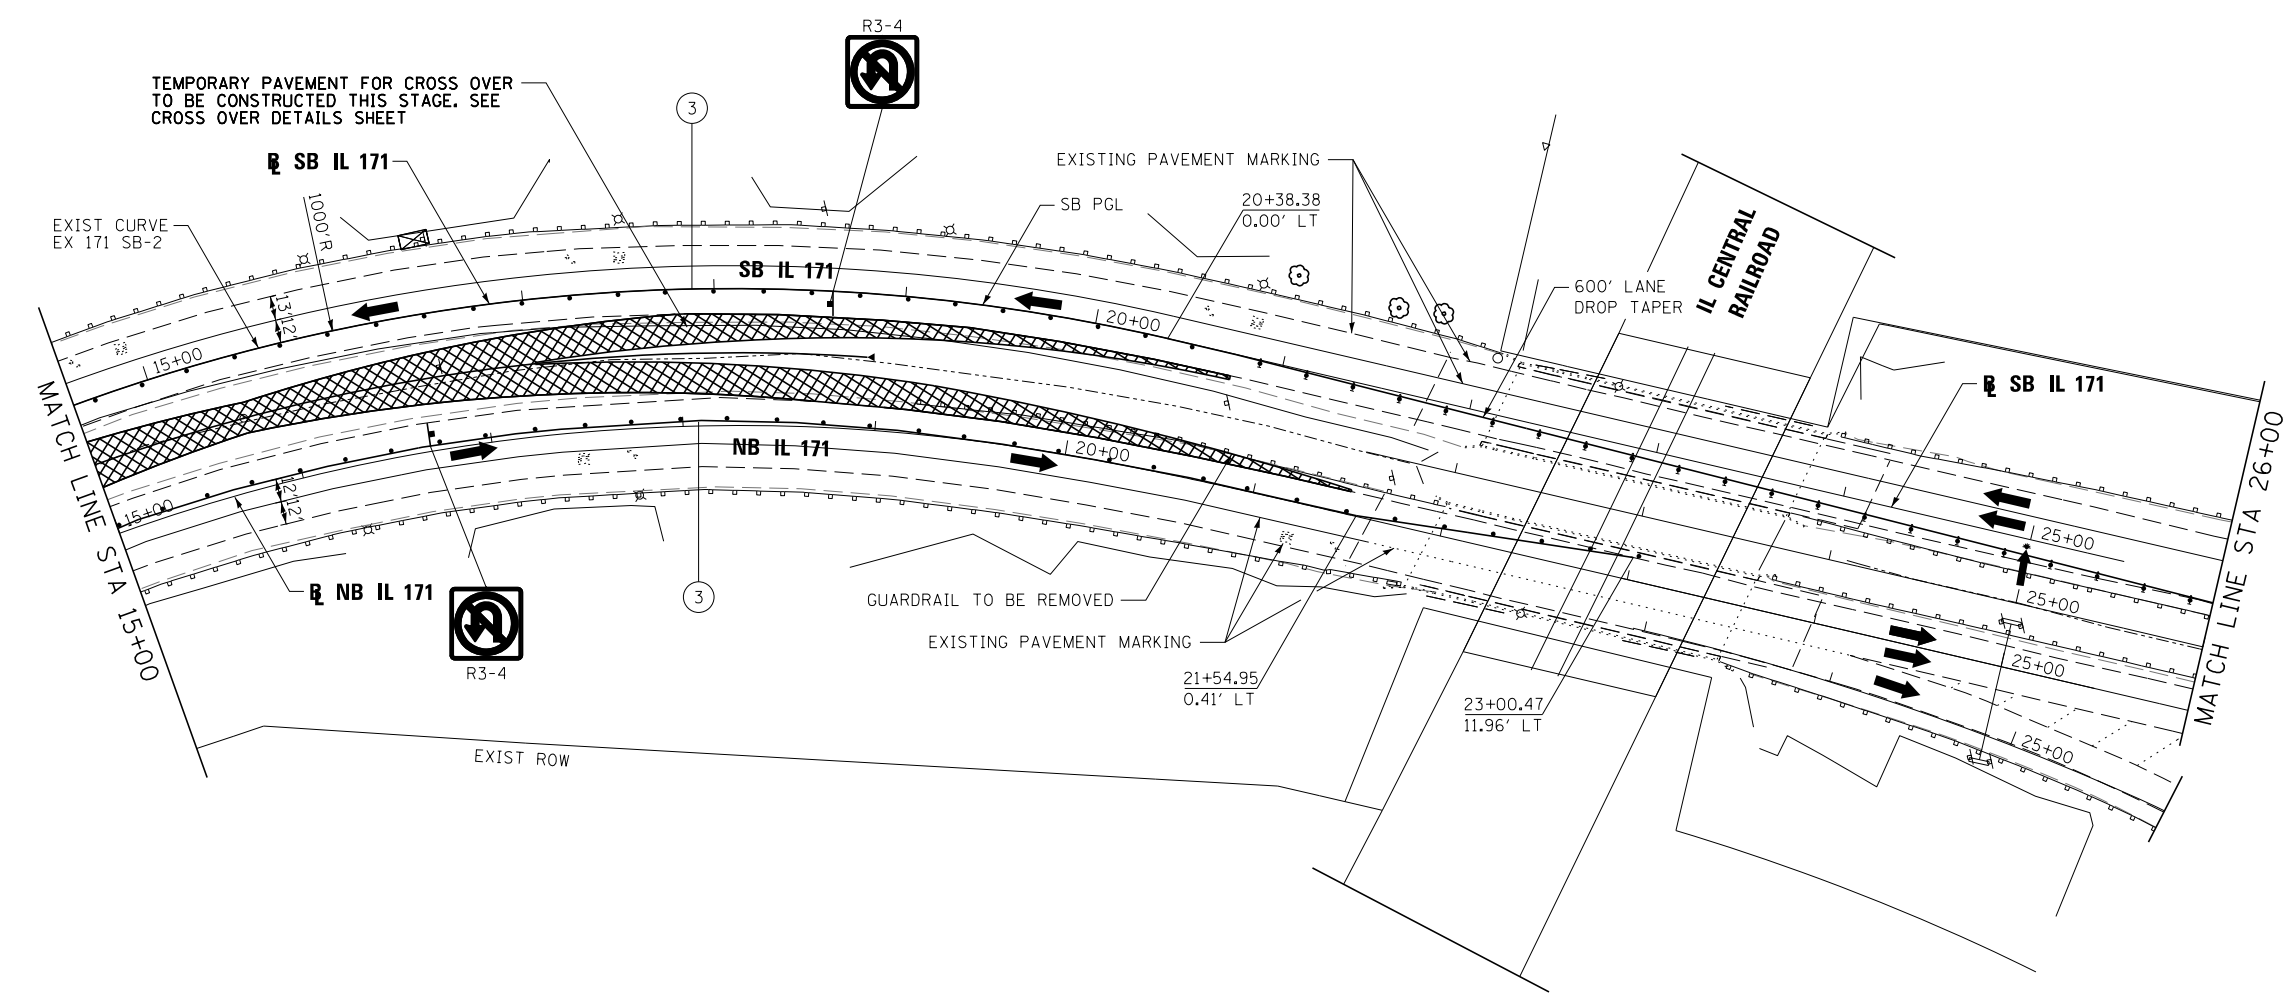 R3-4
TEMPORARY PAVEMENT FOR CROSS OVER
TO BE CONSTRUCTED THIS STAGE. SEE
CROSS OVER DETAILS SHEET
3
℄ SB IL 171
EXISTING PAVEMENT MARKING
20+38.38
0.00' LT
SB PGL
EXIST CURVE
EX 171 SB-2
1000'R
IL CENTRAL
RAILROAD
SB IL 171
600' LANE
DROP TAPER
13'
12'
20+00
15+00
℄ SB IL 171
MATCH LINE STA 15+00
MATCH LINE STA 26+00
NB IL 171
20+00
12'
12'
15+00
25+00
25+00
25+00
25+00
℄ NB IL 171
GUARDRAIL TO BE REMOVED
EXISTING PAVEMENT MARKING
3
R3-4
21+54.95
0.41' LT
23+00.47
11.96' LT
EXIST ROW